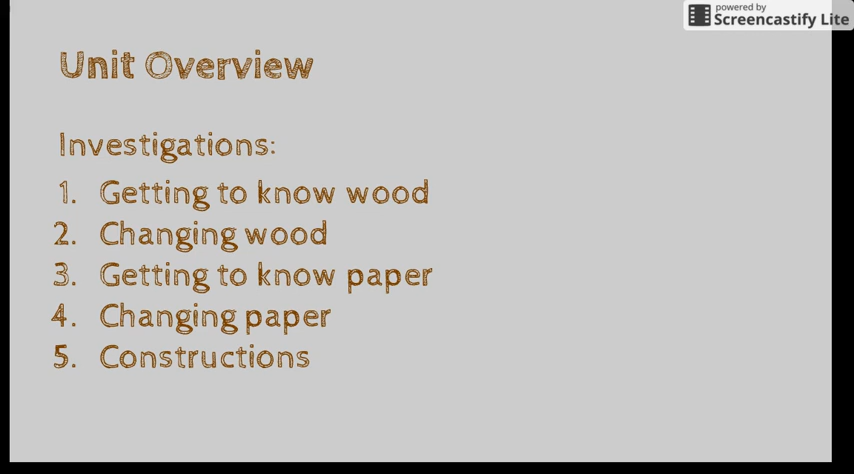 powered by
Screencastify Lite
Unit Overview
Investigations:
1. Getting to know wood
2. Changing wood
3. Getting to know paper
4. Changing paper
5. Constructions